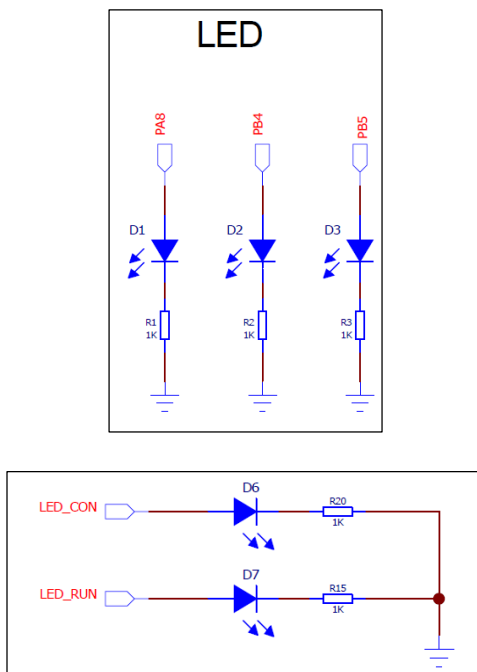 LED
PA8
PB4
PB5
D1
D2
D3
R1
1K
R2
1K
R3
1K
D6
LED_CON
R20
1K
D7
LED_RUN
R15
1K